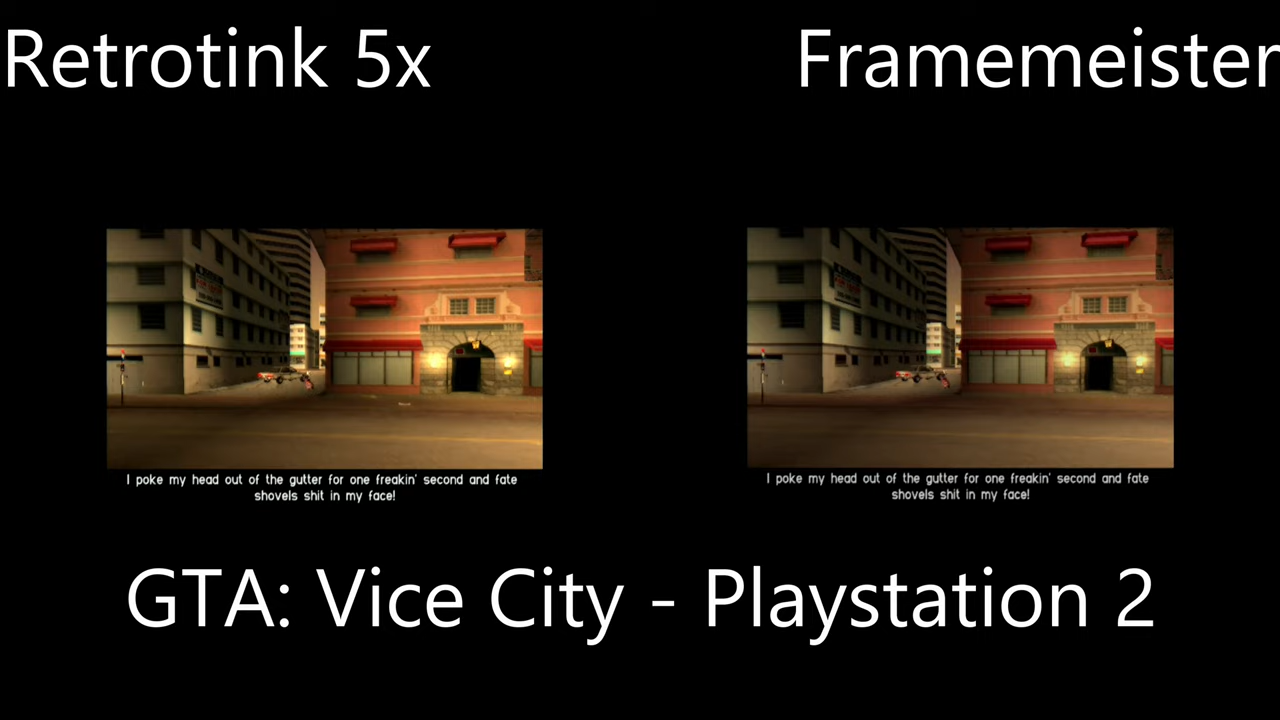 Retrotink 5x
Framemeister
I poke my head out of the gutter for one freakin' second and fate
shovels shit in my face!
I poke my head out of the gutter for one freakin' second and fate
shovels shit in my face!
GTA: Vice City - Playstation 2